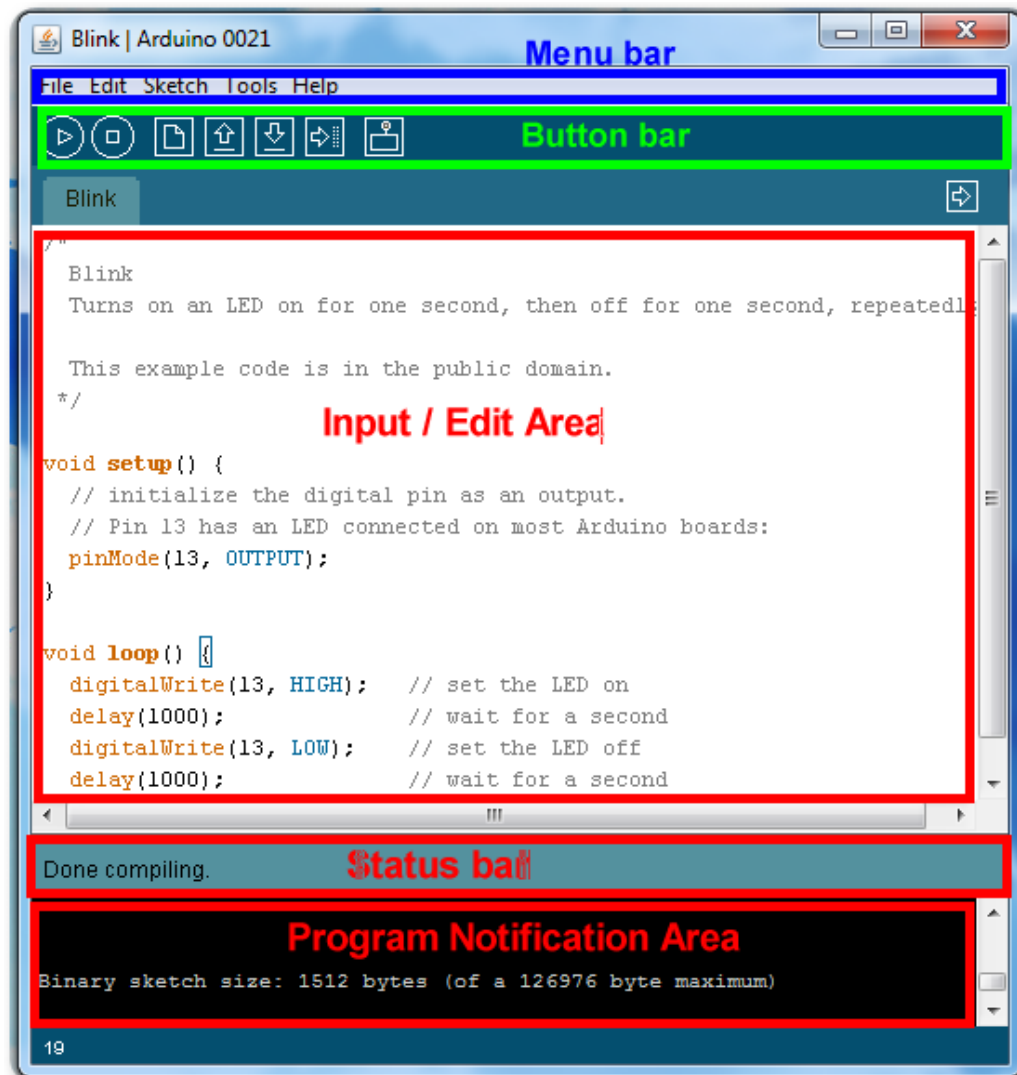 Blink | Arduino 0021
Menu bar
File Edit Sketch Tools Help
Button bar
Blink
/*
Blink
Turns on an LED on for one second, then off for one second, repeatedly
This example code is in the public domain.
*/
Input / Edit Area
void setup() {
// initialize the digital pin as an output.
// Pin 13 has an LED connected on most Arduino boards:
pinMode(13, OUTPUT);
}
void loop() {
digitalWrite(13, HIGH); // set the LED on
delay(1000); // wait for a second
digitalWrite(13, LOW); // set the LED off
delay(1000); // wait for a second
Done compiling. Status bar
Program Notification Area
Binary sketch size: 1512 bytes (of a 126976 byte maximum)
19